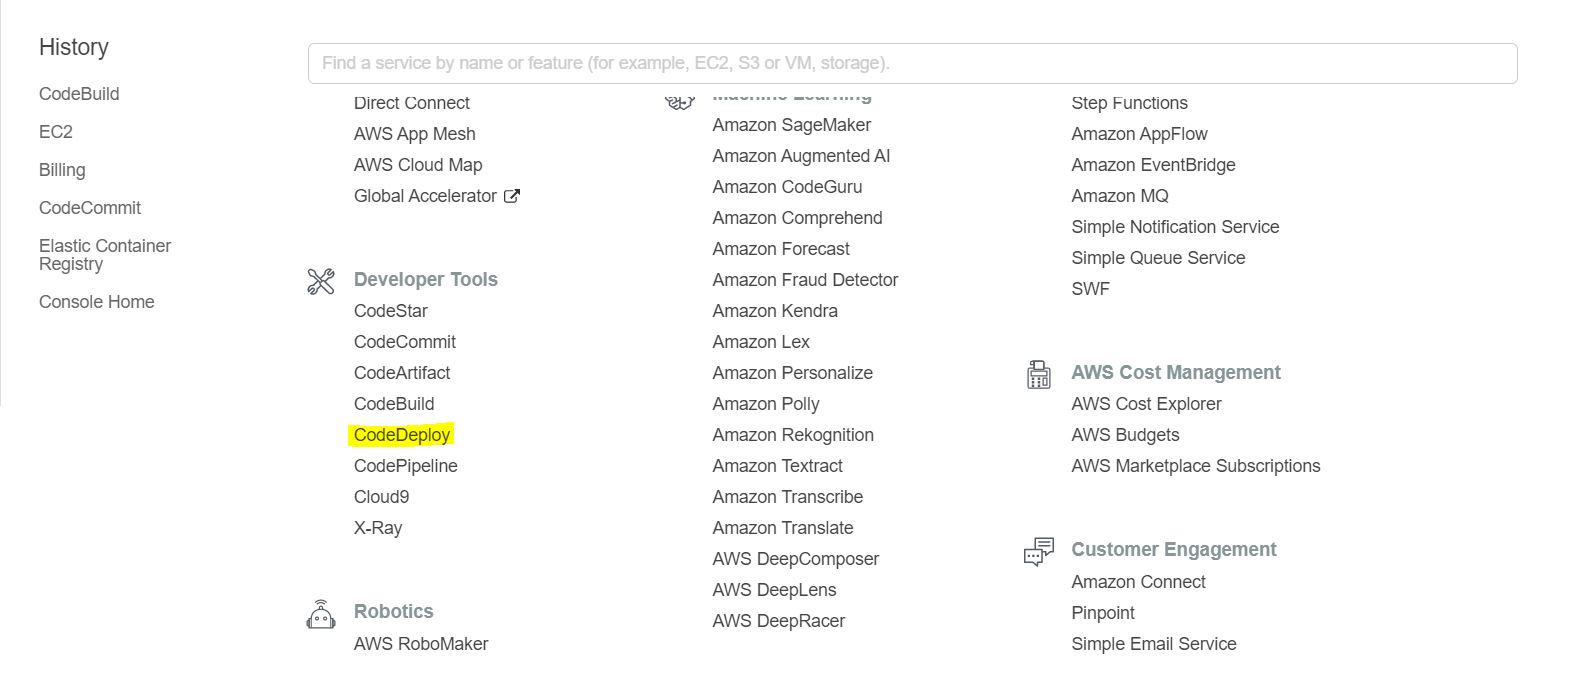 History
CodeBuild
EC2
Billing
CodeCommit
Elastic Container
Registry
Console Home
Find a service by name or feature (for example, EC2, S3 or VM, storage).
Direct Connect
AWS App Mesh
AWS Cloud Map
Global Accelerator
Developer Tools
CodeStar
CodeCommit
CodeArtifact
CodeBuild
CodeDeploy
CodePipeline
Cloud9
X-Ray
Robotics
AWS RoboMaker
Machine Learning
Amazon SageMaker
Amazon Augmented AI
Amazon CodeGuru
Amazon Comprehend
Amazon Forecast
Amazon Fraud Detector
Amazon Kendra
Amazon Lex
Amazon Personalize
Amazon Polly
Amazon Rekognition
Amazon Textract
Amazon Transcribe
Amazon Translate
AWS DeepComposer
AWS DeepLens
AWS DeepRacer
Step Functions
Amazon AppFlow
Amazon EventBridge
Amazon MQ
Simple Notification Service
Simple Queue Service
SWF
AWS Cost Management
AWS Cost Explorer
AWS Budgets
AWS Marketplace Subscriptions
Customer Engagement
Amazon Connect
Pinpoint
Simple Email Service